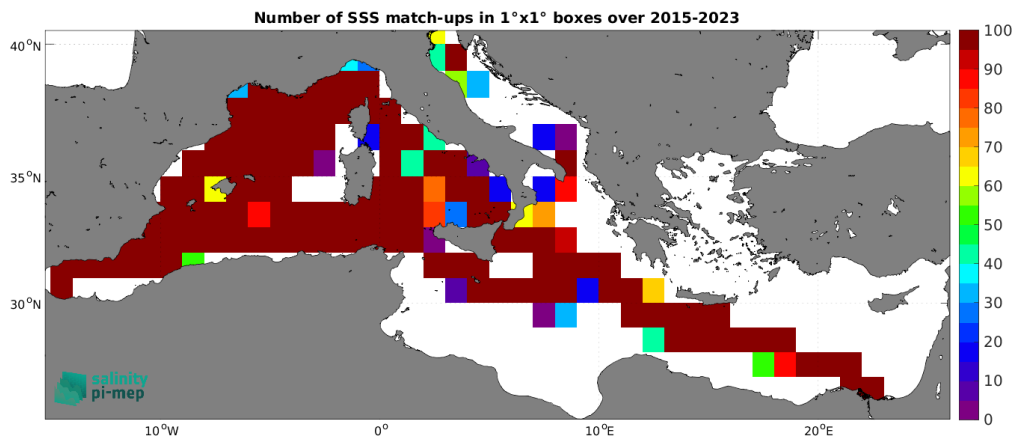 Number of SSS match-ups in 1°x1° boxes over 2015-2023
40°N
35°N
30°N
10°W
0°
10°E
20°E
100
90
80
70
60
50
40
30
20
10
0
salinity
pi-mep